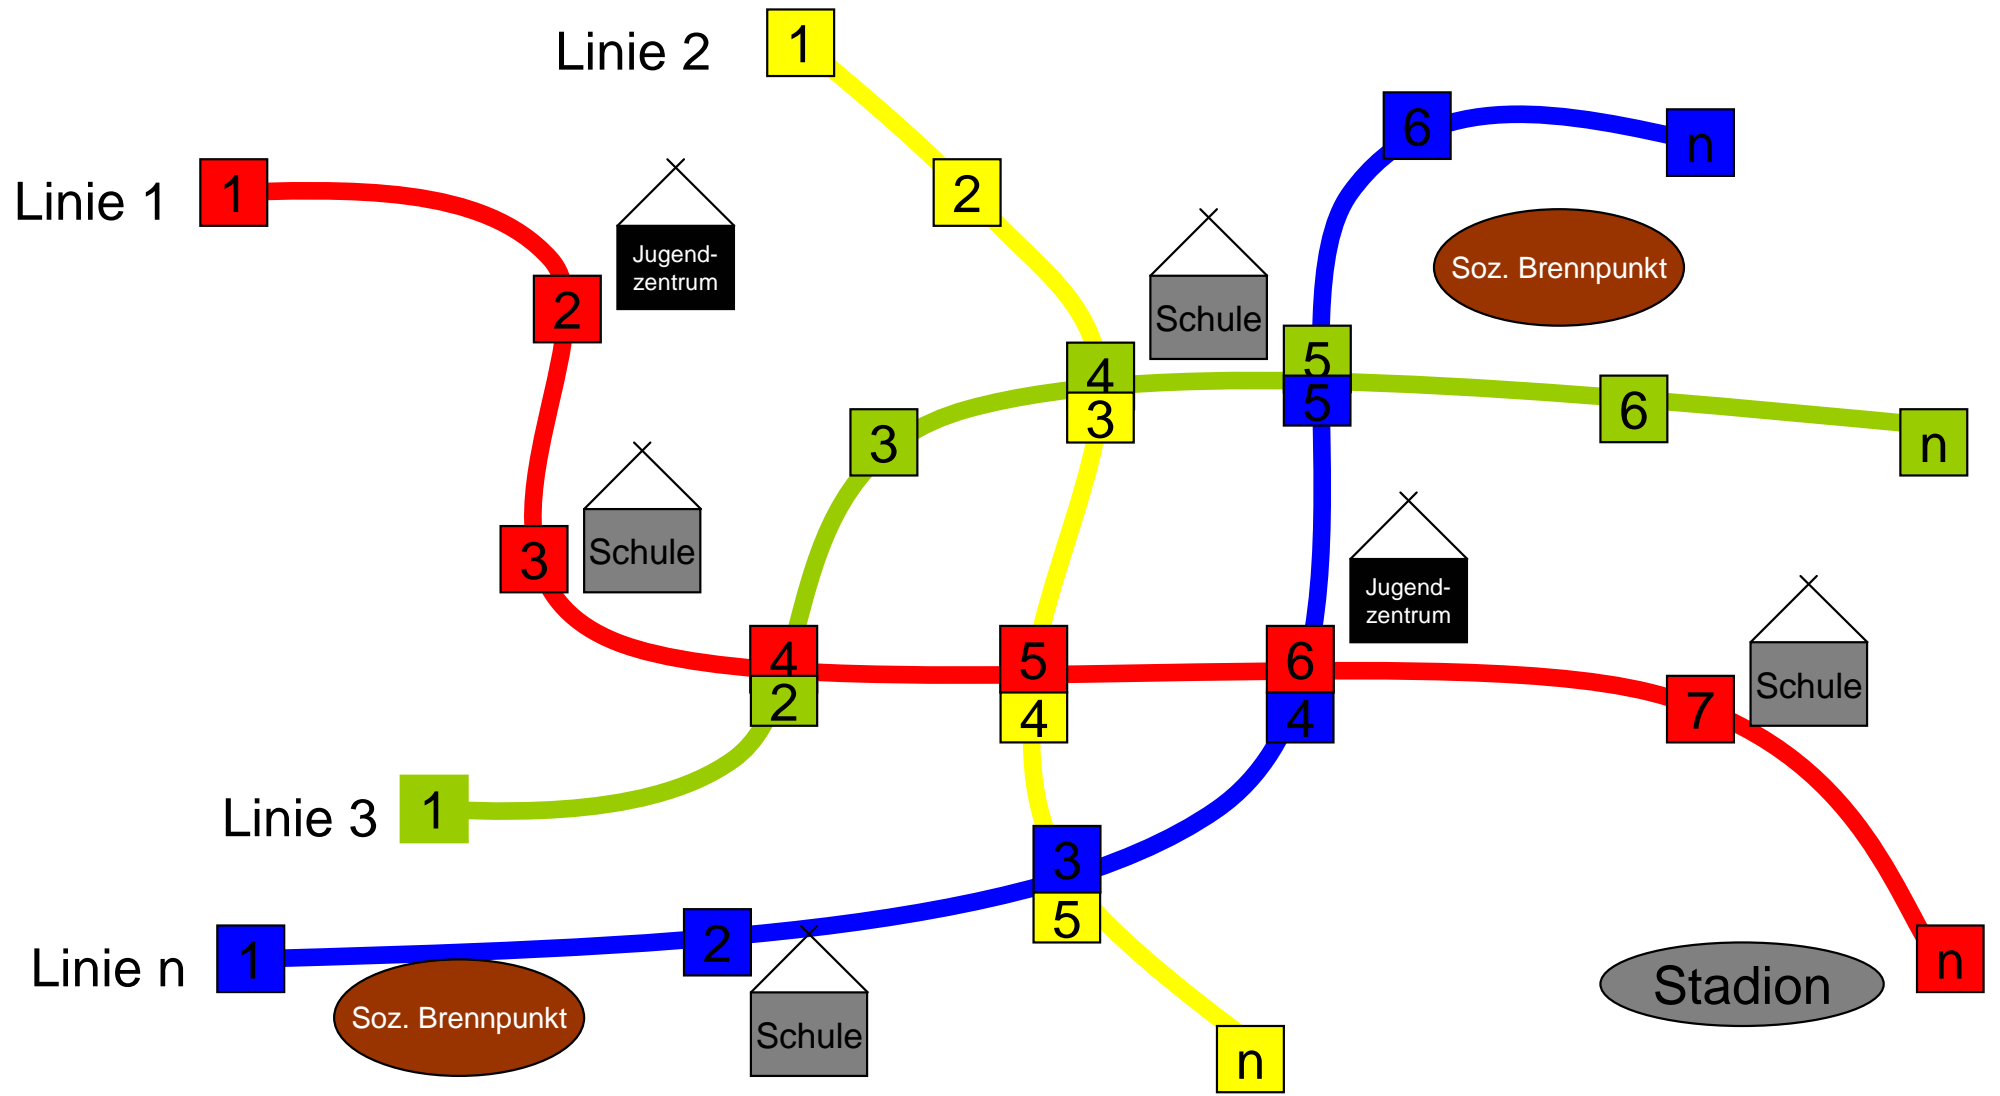 Linie 2
1
6
n
Linie 1
1
2
Jugend-
zentrum
Schule
Soz. Brennpunkt
2
4
3
5
5
6
n
3
3
Schule
Jugend-
zentrum
4
2
5
4
6
4
7
Schule
Linie 3
1
3
5
Linie n
1
2
Soz. Brennpunkt
Schule
Stadion
n
n